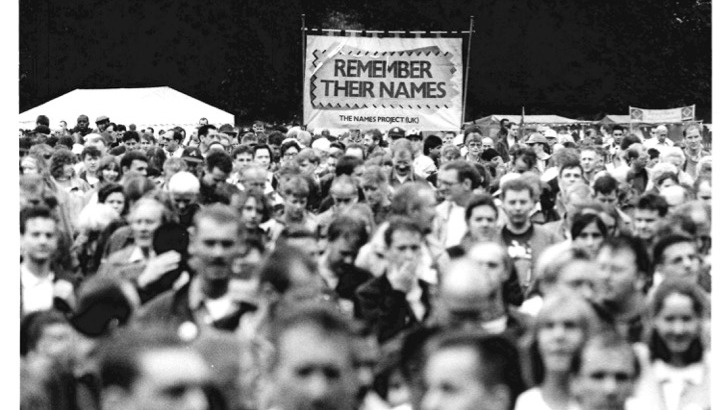 REMEMBER
THEIR NAMES
THE NAMES PROJECT (UK)